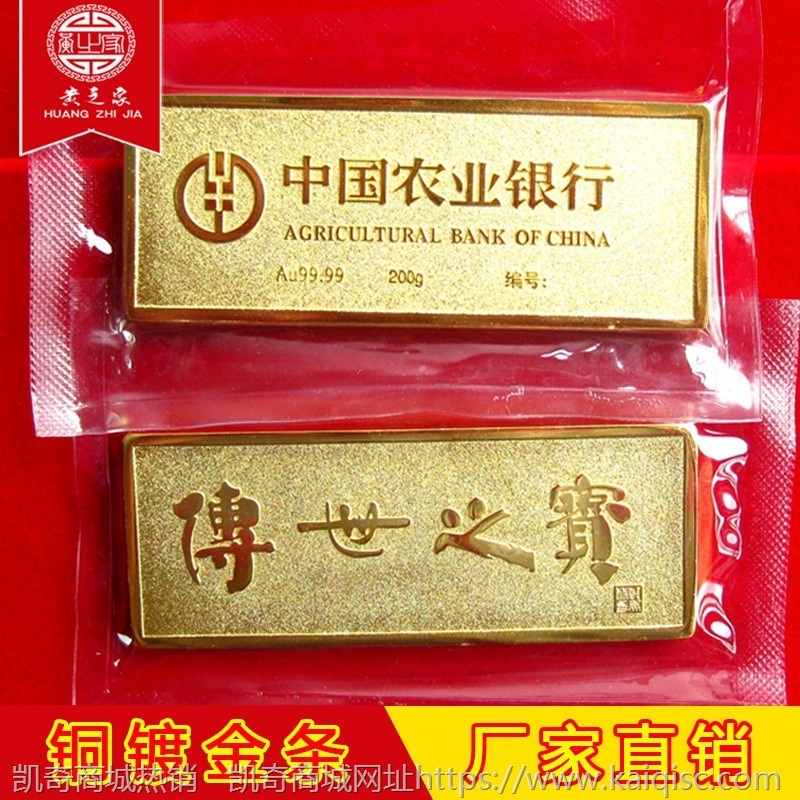 黄之家
HUANG ZHI JIA
中国农业银行
AGRICULTURAL BANK OF CHINA
Au99.99 200g 编号:
傳世之寶
铜镀金条 厂家直销
凯奇商城热销 凯奇商城网址https://www.kaiqisc.com